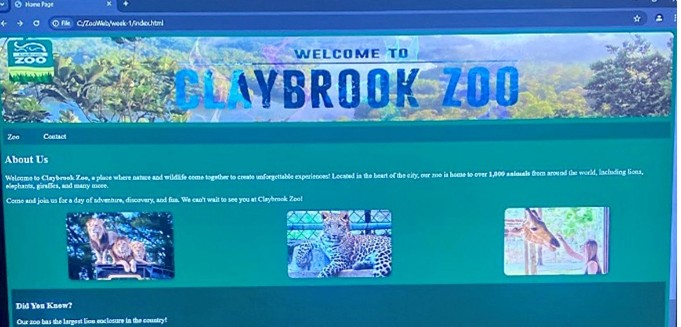 Home Page
File C:/ZooWeb/week-1/index.html
ZOO
WELCOME TO
CLAYBROOK ZOO
Zoo Contact
About Us
Welcome to Claybrook Zoo, a place where nature and wildlife come together to create unforgettable experiences! Located in the heart of the city, our zoo is home to over 1,000 animals from around the world, including lions,
elephants, giraffes, and many more.
Come and join us for a day of adventure, discovery, and fun. We can't wait to see you at Claybrook Zoo!
Did You Know?
Our zoo has the largest lion enclosure in the country!